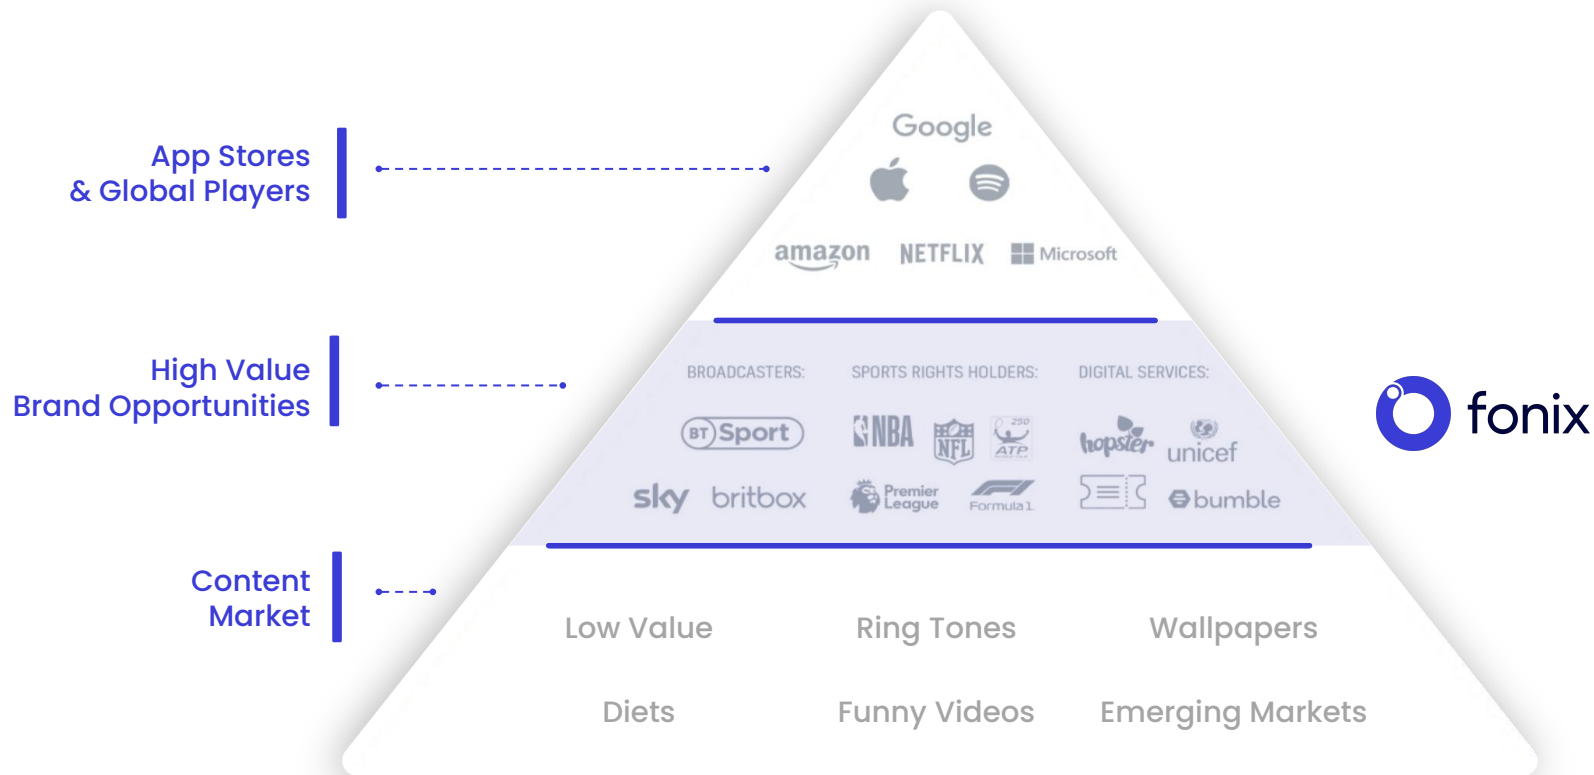 App Stores
& Global Players
Google
amazon NETFLIX Microsoft
High Value
Brand Opportunities
BROADCASTERS: SPORTS RIGHTS HOLDERS: DIGITAL SERVICES:
BT Sport NBA NFL 250 ATP hopster unicef
sky britbox Premier League Formula 1 bumble
fonix
Content
Market
Low Value Ring Tones Wallpapers
Diets Funny Videos Emerging Markets